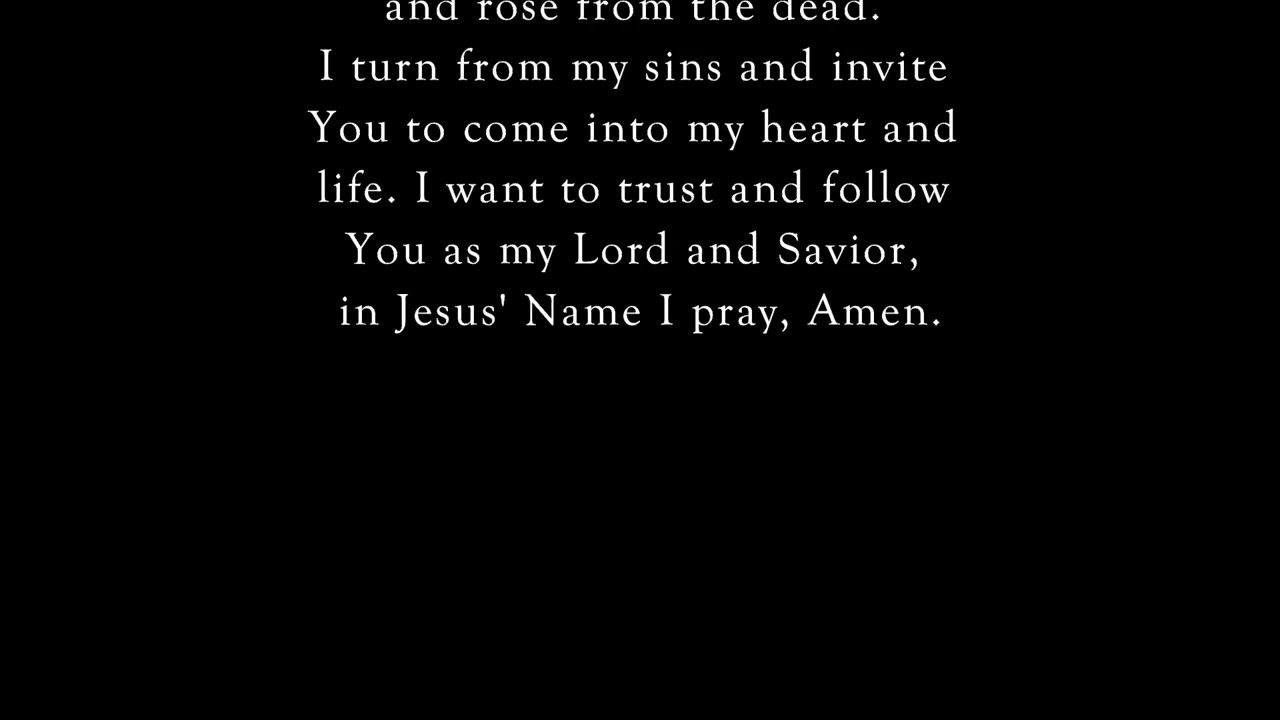 and rose from the dead.
I turn from my sins and invite
You to come into my heart and
life. I want to trust and follow
You as my Lord and Savior,
in Jesus' Name I pray, Amen.